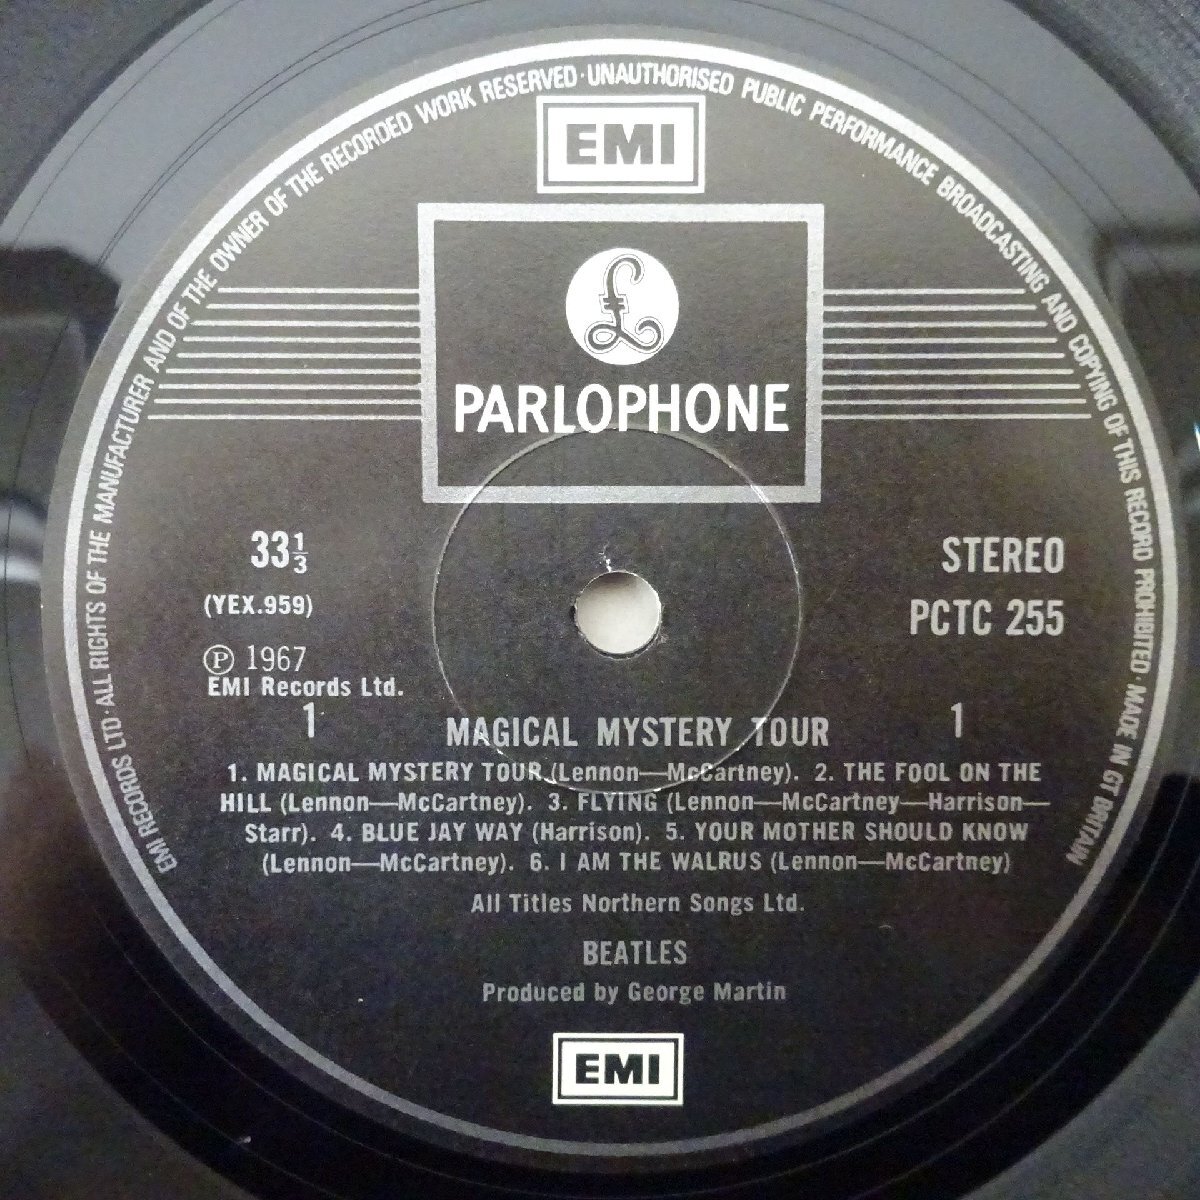 EMI RECORDS LTD · ALL RIGHTS OF THE MANUFACTURER AND OF THE OWNER OF THE RECORDED WORK RESERVED · UNAUTHORISED PUBLIC PERFORMANCE BROADCASTING AND COPYING OF THIS RECORD PROHIBITED · MADE IN GT BRITAIN
EMI
£
PARLOPHONE
33⅓
STEREO
(YEX.959)
PCTC 255
Ⓟ 1967
EMI Records Ltd.
1 MAGICAL MYSTERY TOUR 1
1. MAGICAL MYSTERY TOUR (Lennon—McCartney). 2. THE FOOL ON THE
HILL (Lennon—McCartney). 3. FLYING (Lennon—McCartney—Harrison—
Starr). 4. BLUE JAY WAY (Harrison). 5. YOUR MOTHER SHOULD KNOW
(Lennon—McCartney). 6. I AM THE WALRUS (Lennon—McCartney)
All Titles Northern Songs Ltd.
BEATLES
Produced by George Martin
EMI